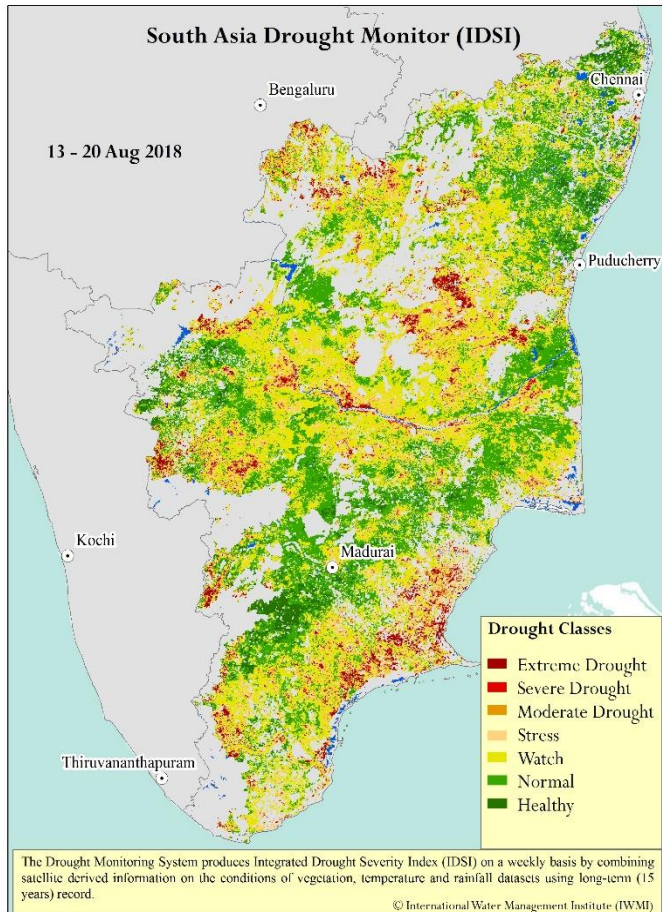 South Asia Drought Monitor (IDSI)
Chennai
Bengaluru
13 - 20 Aug 2018
Puducherry
Kochi
Madurai
Drought Classes
Extreme Drought
Severe Drought
Moderate Drought
Stress
Watch
Normal
Healthy
Thiruvananthapuram
The Drought Monitoring System produces Integrated Drought Severity Index (IDSI) on a weekly basis by combining
satellite derived information on the conditions of vegetation, temperature and rainfall datasets using long-term (15
years) record.
© International Water Management Institute (IWMI)